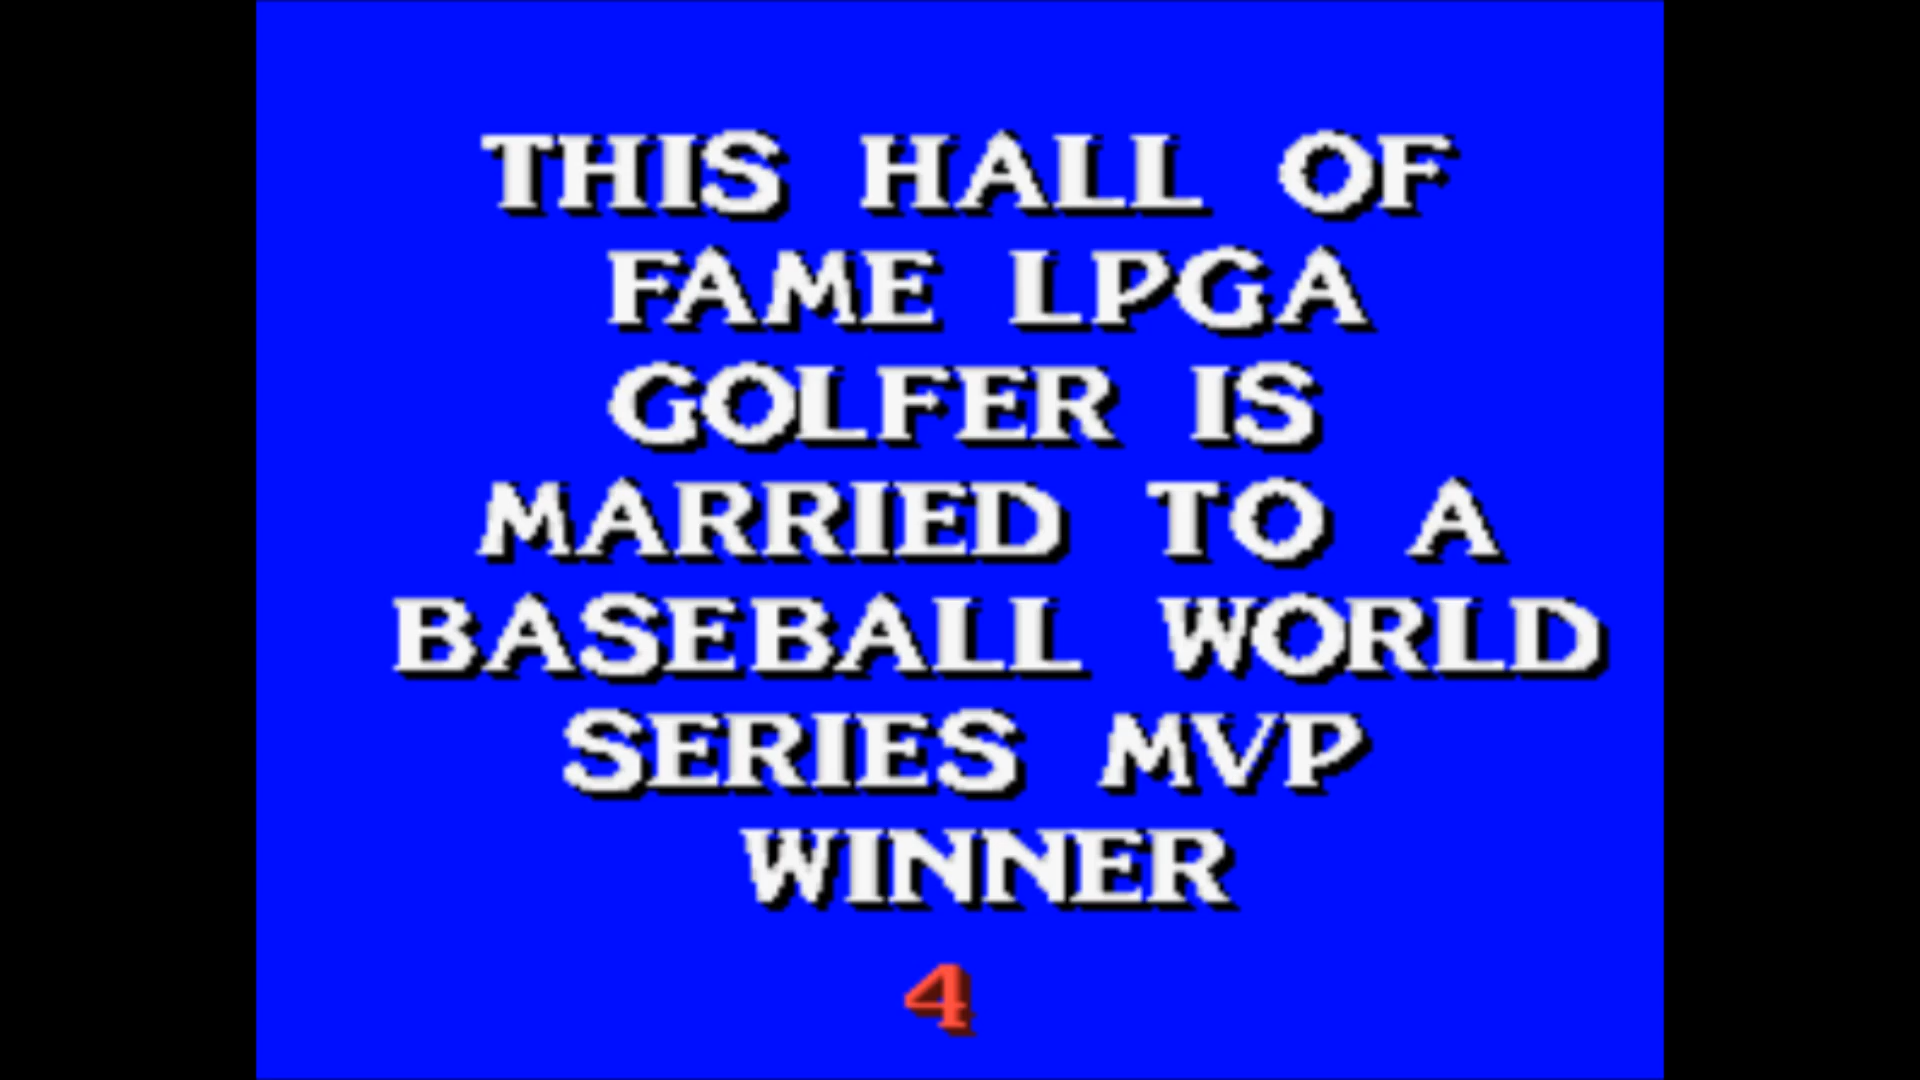 THIS HALL OF
FAME LPGA
GOLFER IS
MARRIED TO A
BASEBALL WORLD
SERIES MVP
WINNER
4